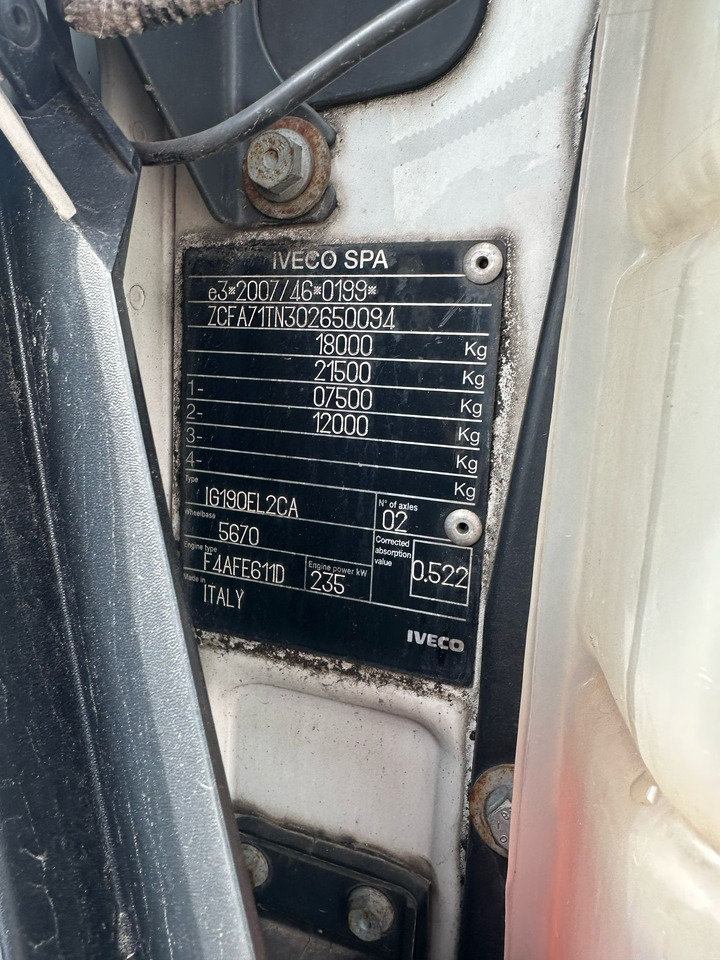 IVECO SPA
e3*2007/46*0199*
ZCFA71TN302650094
18000 Kg
21500 Kg
1- 07500 Kg
2- 12000 Kg
3- Kg
4- Kg
Type IG190EL2CA
N° of axles 02
Wheelbase 5670
Corrected absorption value 0.522
Engine type F4AFE611D
Engine power kW 235
Made in ITALY
IVECO